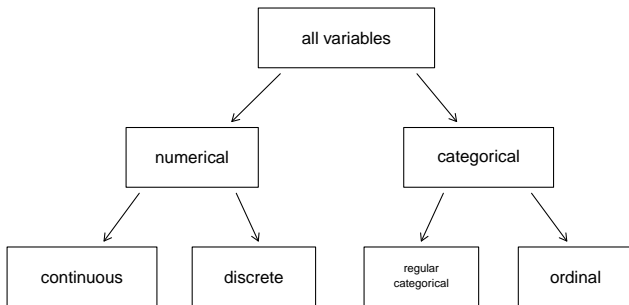 all variables
numerical
categorical
continuous
discrete
regular
categorical
ordinal